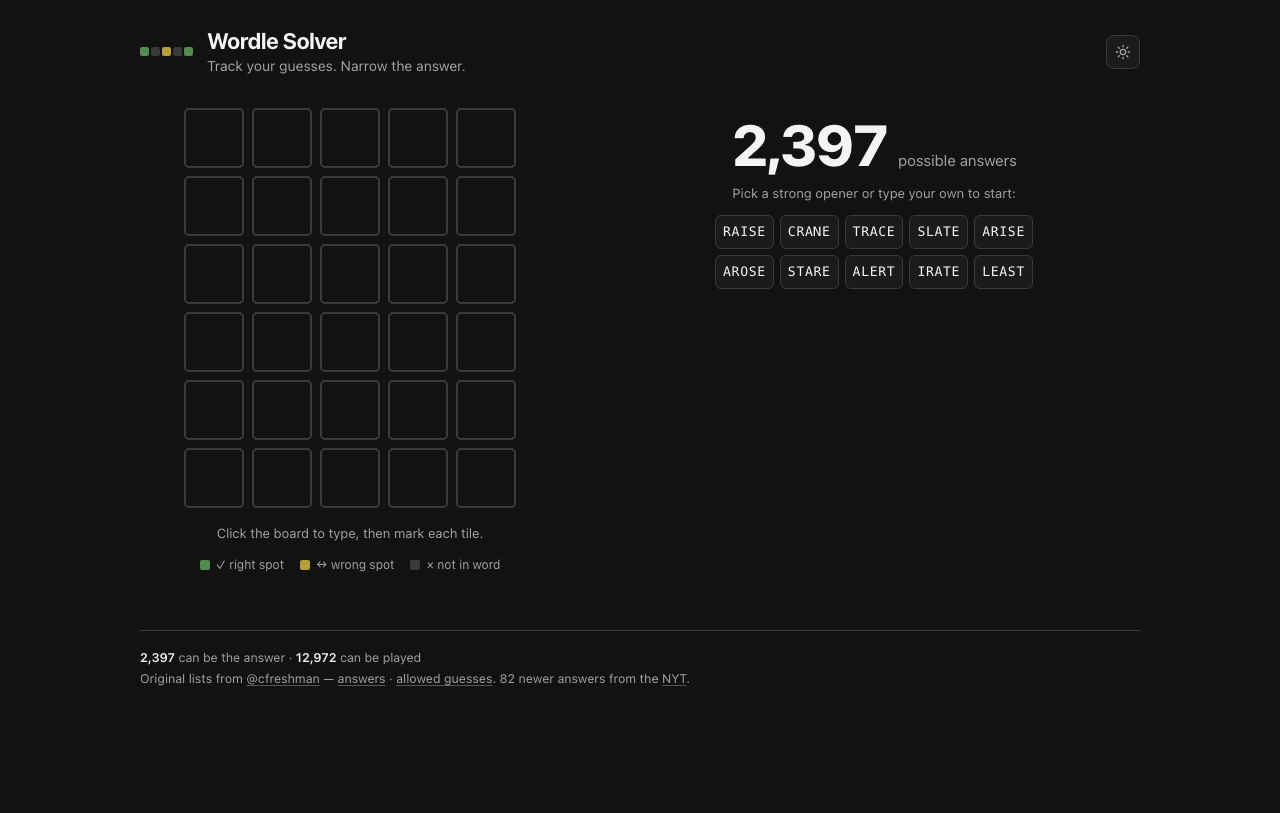 Wordle Solver
Track your guesses. Narrow the answer.
2,397 possible answers
Pick a strong opener or type your own to start:
RAISE CRANE TRACE SLATE ARISE
AROSE STARE ALERT IRATE LEAST
Click the board to type, then mark each tile.
✓ right spot ↔ wrong spot × not in word
2,397 can be the answer · 12,972 can be played
Original lists from @cfreshman — answers · allowed guesses. 82 newer answers from the NYT.